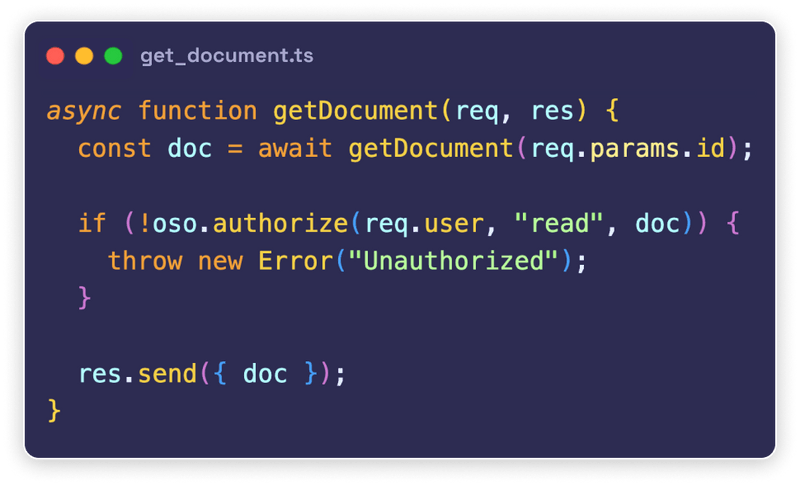 get_document.ts
async function getDocument(req, res) {
  const doc = await getDocument(req.params.id);
  if (!oso.authorize(req.user, "read", doc)) {
    throw new Error("Unauthorized");
  }
  res.send({ doc });
}